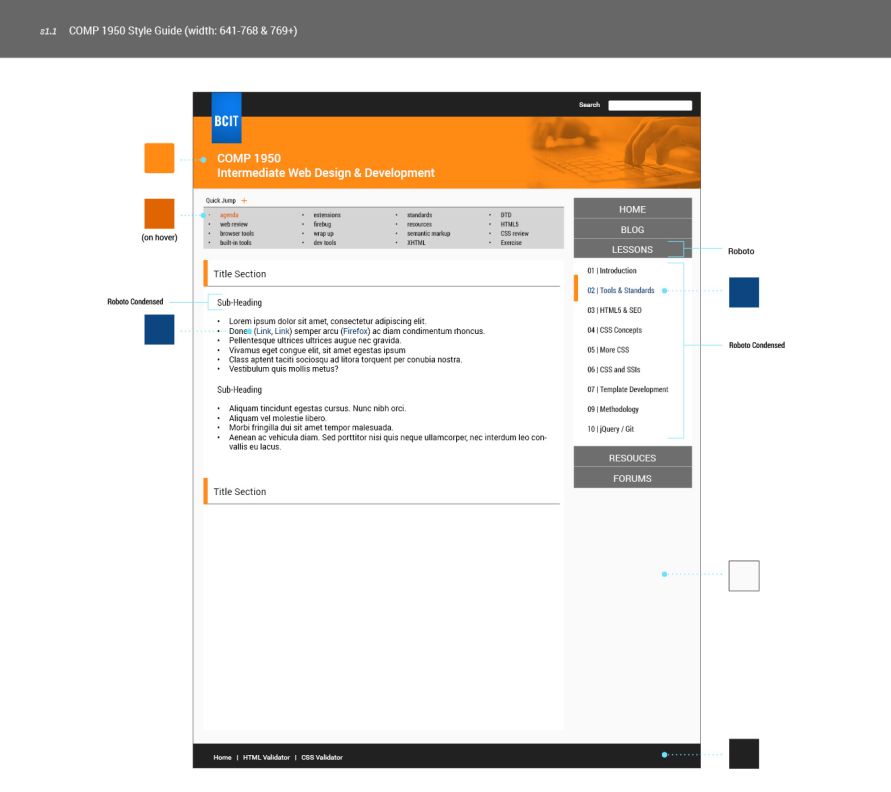 s1.1 COMP 1950 Style Guide (width: 641-768 & 769+)
Search
BCIT
COMP 1950
Intermediate Web Design & Development
(on hover)
Quick Jump +
• agenda • extensions • standards • DTD
• web review • firebug • resources • HTML5
• browser tools • wrap up • semantic markup • CSS review
• built-in tools • dev tools • XHTML • Exercise
HOME
BLOG
LESSONS
Roboto
Title Section
Roboto Condensed
Sub-Heading
• Lorem ipsum dolor sit amet, consectetur adipiscing elit.
• Donec (Link, Link) semper arcu (Firefox) ac diam condimentum rhoncus.
• Pellentesque ultrices ultrices augue nec gravida.
• Vivamus eget congue elit, sit amet egestas ipsum
• Class aptent taciti sociosqu ad litora torquent per conubia nostra.
• Vestibulum quis mollis metus?
Sub-Heading
• Aliquam tincidunt egestas cursus. Nunc nibh orci.
• Aliquam vel molestie libero.
• Morbi fringilla dui sit amet tempor malesuada.
• Aenean ac vehicula diam. Sed porttitor nisi quis neque ullamcorper, nec interdum leo con-
vallis eu lacus.
Title Section
01 | Introduction
02 | Tools & Standards
03 | HTML5 & SEO
04 | CSS Concepts
05 | More CSS
06 | CSS and SSIs
07 | Template Development
09 | Methodology
10 | jQuery / Git
Roboto Condensed
RESOUCES
FORUMS
Home | HTML Validator | CSS Validator